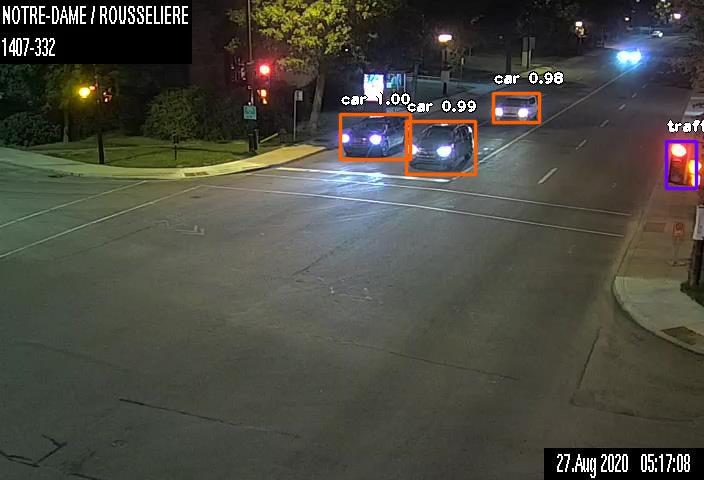 NOTRE-DAME / ROUSSELIERE
1407-332
car 0.98
car 1.00
car 0.99
traf
27.Aug 2020 05:17:08